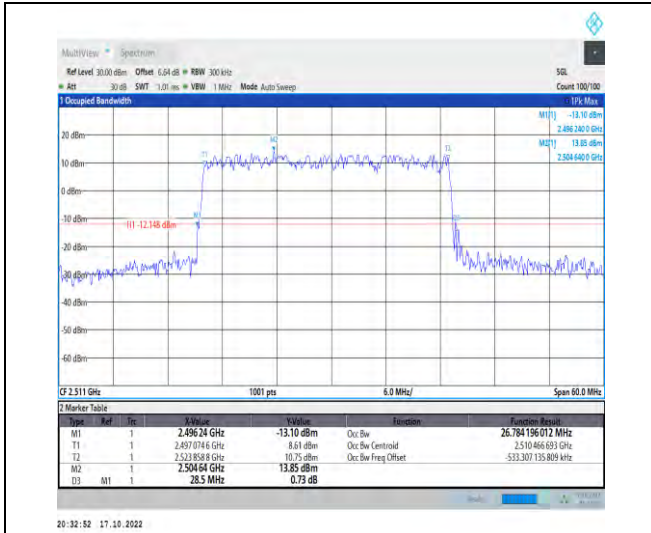 MultiView Spectrum
Ref Level 30.00 dBm Offset 6.64 dB RBW 300 kHz SGL
Att 30 dB SWT 1.01 ms VBW 1 MHz Mode Auto Sweep Count 100/100
1 Occupied Bandwidth 1Pk Max
M1[1] -13.10 dBm
2.496 240 0 GHz
M2[1] 13.85 dBm
2.504 640 0 GHz
20 dBm
M2
T1 T2
10 dBm
0 dBm
-10 dBm
M1
H1 -12.148 dBm
-20 dBm
-30 dBm
-40 dBm
-50 dBm
-60 dBm
CF 2.511 GHz 1001 pts 6.0 MHz/ Span 60.0 MHz
2 Marker Table
Type Ref Trc X-Value Y-Value Function Function Result
M1 1 2.496 24 GHz -13.10 dBm Occ Bw 26.784 196 012 MHz
T1 1 2.497 074 6 GHz 8.61 dBm Occ Bw Centroid 2.510 466 693 GHz
T2 1 2.523 858 8 GHz 10.75 dBm Occ Bw Freq Offset -533.307 135 809 kHz
M2 1 2.504 64 GHz 13.85 dBm
D3 M1 1 28.5 MHz 0.73 dB
20:32:52 17.10.2022